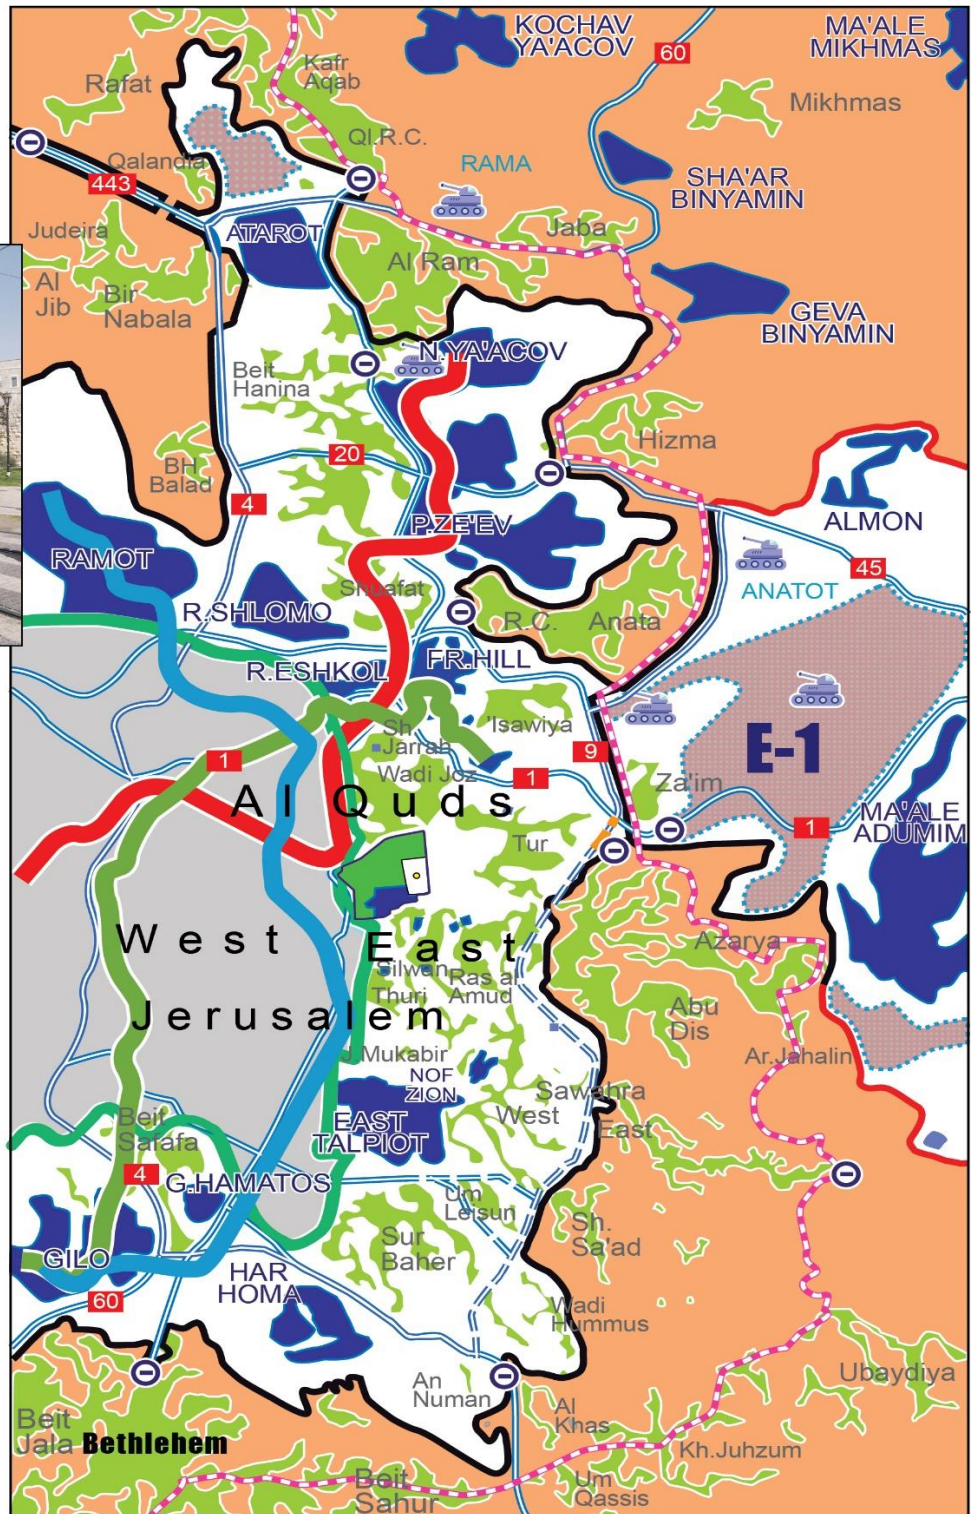 KOCHAV
YA'ACOV
MA'ALE
MIKHMAS
60
Rafat
Kafr
Aqab
Mikhmas
Ql.R.C.
Qalandia
RAMA
443
SHA'AR
BINYAMIN
Judeira
ATAROT
Jaba
Al Ram
Al
Jib
Bir
Nabala
GEVA
BINYAMIN
N.YA'ACOV
Beit
Hanina
Hizma
20
BH
Balad
4
P.ZE'EV
ALMON
RAMOT
45
Shuafat
ANATOT
R.SHLOMO
R.C.
Anata
R.ESHKOL
FR.HILL
'Isawiya
Sh
Jarrah
E-1
1
9
Wadi Joz
1
Za'im
Al Quds
MA'ALE
ADUMIM
1
Tur
West
East
Azarya
Silwan
Thuri
Ras al
Amud
Abu
Dis
Jerusalem
J.Mukabir
Ar.Jahalin
NOF
ZION
Sawahra
West
East
EAST
TALPIOT
Beit
Safafa
4
G.HAMATOS
Um
Leisun
Sur
Baher
Sh.
Sa'ad
GILO
HAR
HOMA
60
Wadi
Hummus
Ubaydiya
An
Numan
Al
Khas
Beit
Jala
Bethlehem
Kh.Juhzum
Beit
Sahur
Um
Qassis